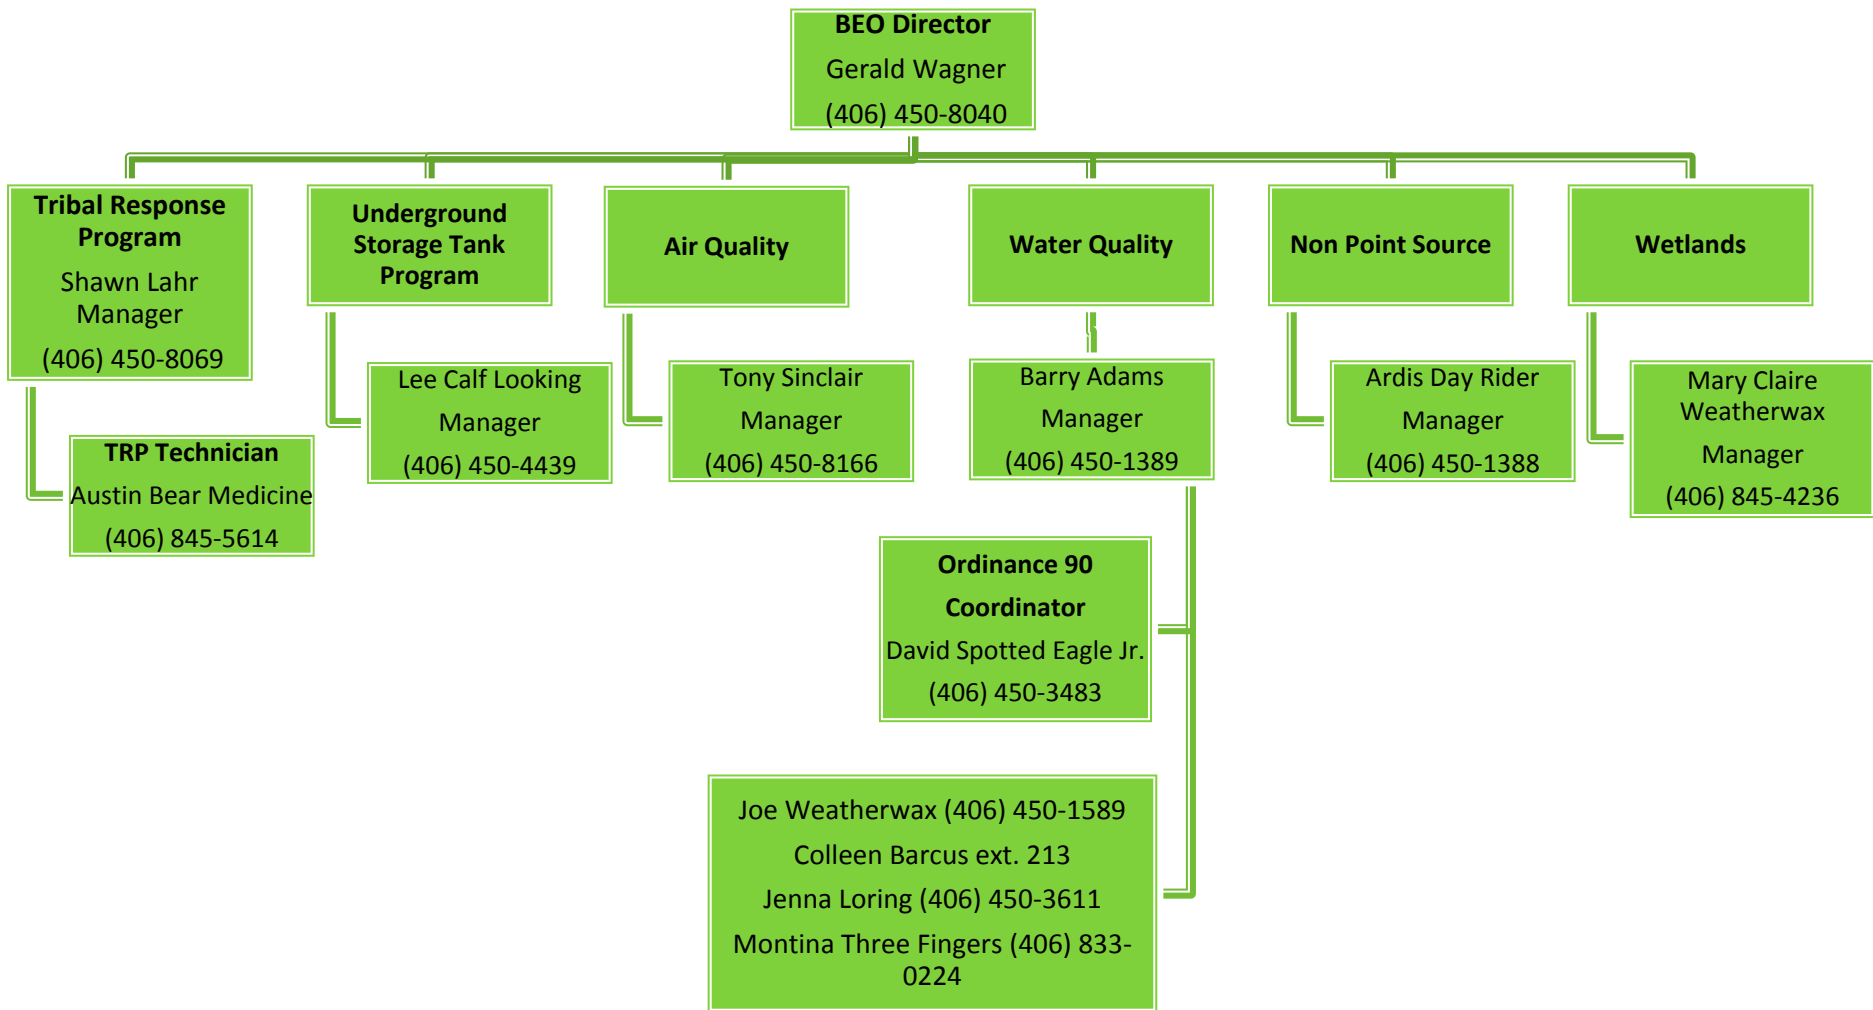 BEO Director
Gerald Wagner
(406) 450-8040
Tribal Response
Program
Shawn Lahr
Manager
(406) 450-8069
TRP Technician
Austin Bear Medicine
(406) 845-5614
Underground
Storage Tank
Program
Lee Calf Looking
Manager
(406) 450-4439
Air Quality
Tony Sinclair
Manager
(406) 450-8166
Water Quality
Barry Adams
Manager
(406) 450-1389
Ordinance 90
Coordinator
David Spotted Eagle Jr.
(406) 450-3483
Joe Weatherwax (406) 450-1589
Colleen Barcus ext. 213
Jenna Loring (406) 450-3611
Montina Three Fingers (406) 833-
0224
Non Point Source
Ardis Day Rider
Manager
(406) 450-1388
Wetlands
Mary Claire
Weatherwax
Manager
(406) 845-4236